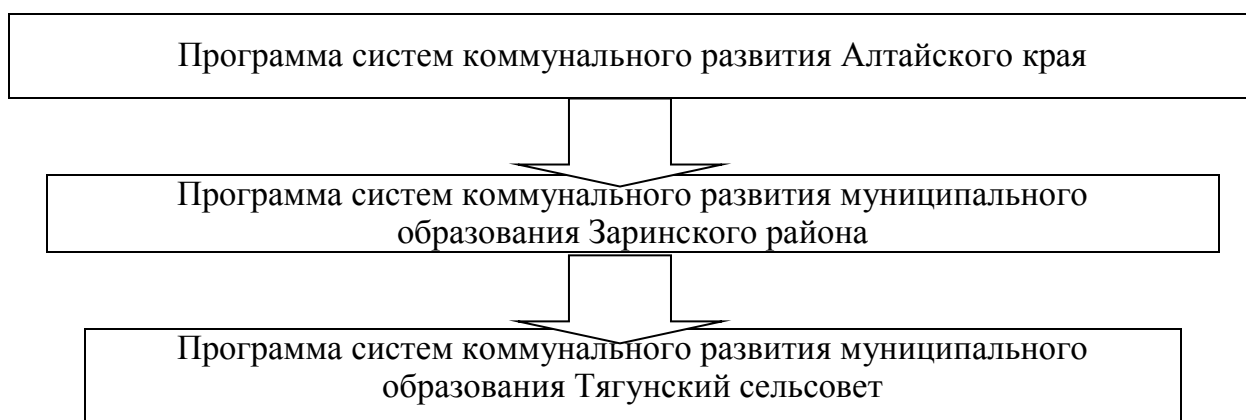 Программа систем коммунального развития Алтайского края
Программа систем коммунального развития муниципального
образования Заринского района
Программа систем коммунального развития муниципального
образования Тягунский сельсовет